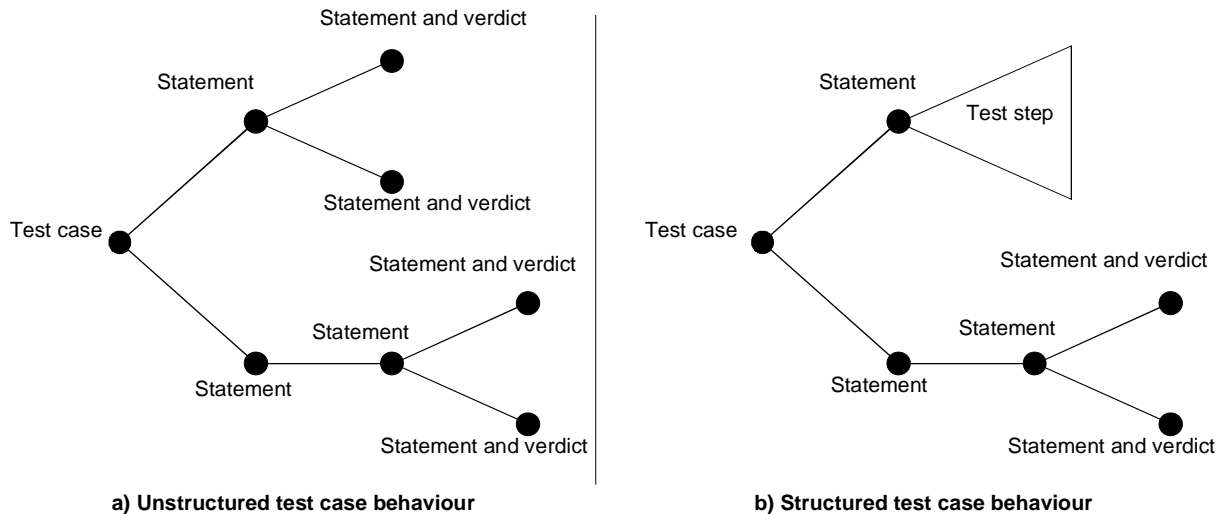 Statement and verdict
Statement
Statement and verdict
Test case
Statement and verdict
Statement
Statement
Statement and verdict
a) Unstructured test case behaviour
Statement
Test step
Test case
Statement and verdict
Statement
Statement
Statement and verdict
b) Structured test case behaviour